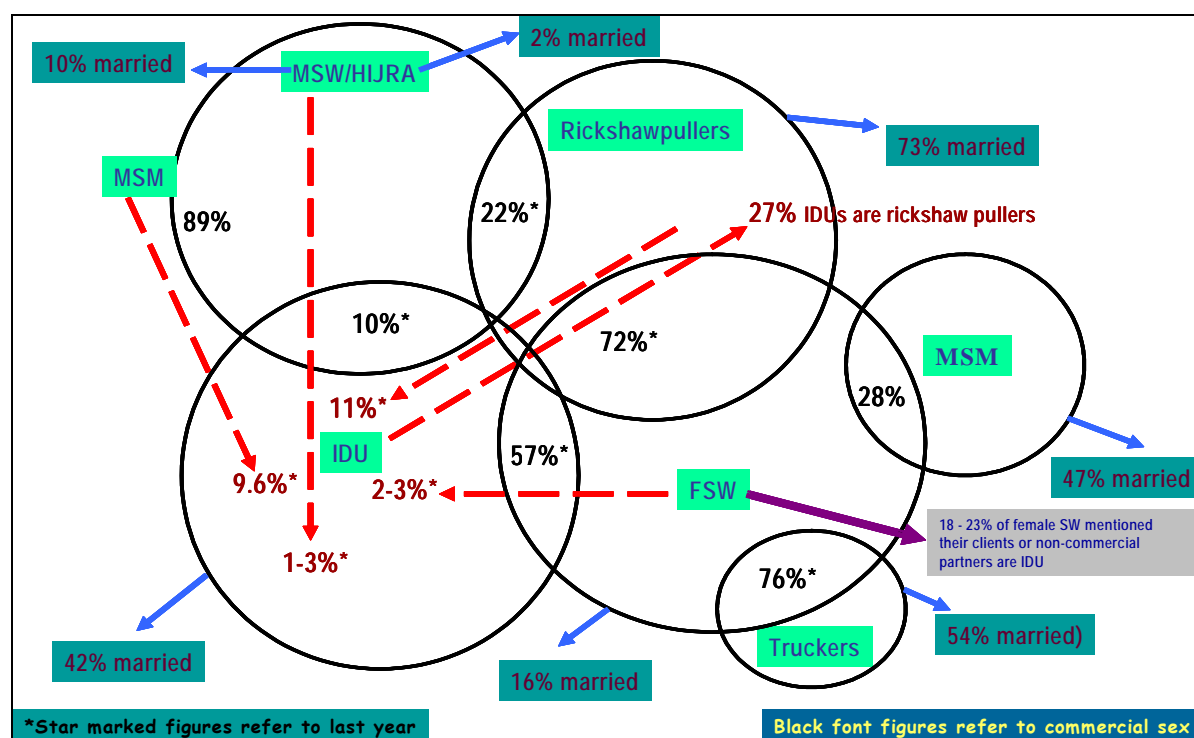 2% married
10% married
MSW/HIJRA
Rickshawpullers
73% married
MSM
89%
22%*
27% IDUs are rickshaw pullers
10%*
72%*
MSM
28%
11%*
IDU
57%*
47% married
9.6%*
2-3%*
FSW
18 - 23% of female SW mentioned
their clients or non-commercial
partners are IDU
1-3%*
76%*
54% married)
Truckers
42% married
16% married
*Star marked figures refer to last year
Black font figures refer to commercial sex